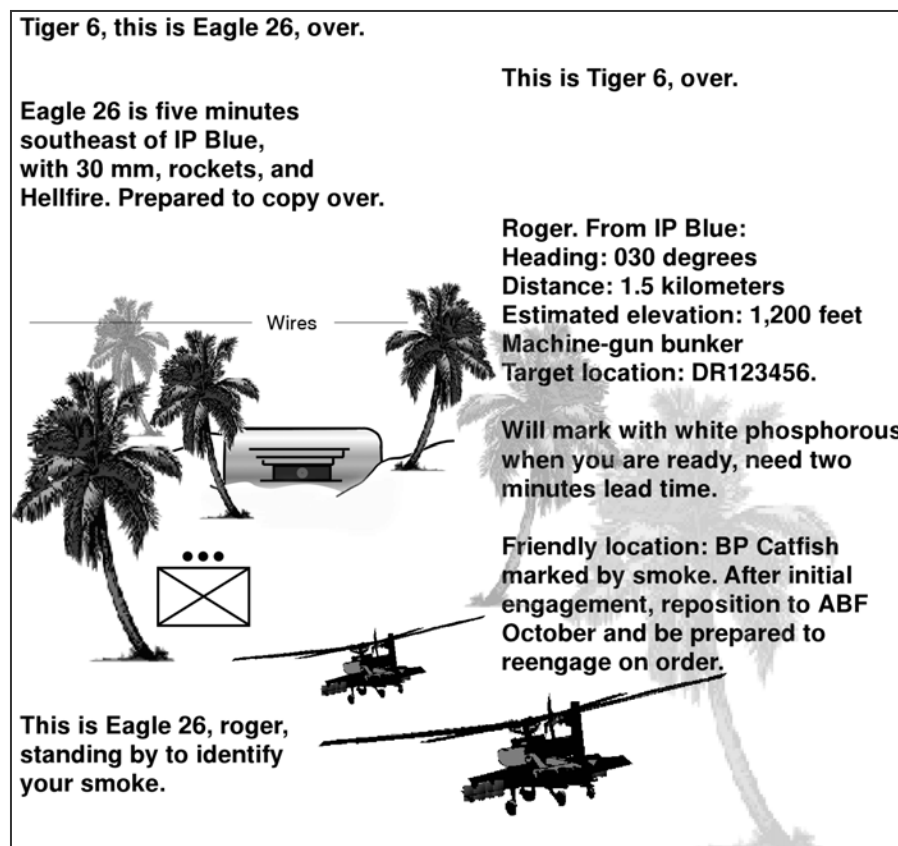 Tiger 6, this is Eagle 26, over.
This is Tiger 6, over.
Eagle 26 is five minutes
southeast of IP Blue,
with 30 mm, rockets, and
Hellfire. Prepared to copy over.
Roger. From IP Blue:
Heading: 030 degrees
Distance: 1.5 kilometers
Estimated elevation: 1,200 feet
Machine-gun bunker
Target location: DR123456.
Wires
Will mark with white phosphorous
when you are ready, need two
minutes lead time.
Friendly location: BP Catfish
marked by smoke. After initial
engagement, reposition to ABF
October and be prepared to
reengage on order.
This is Eagle 26, roger,
standing by to identify
your smoke.